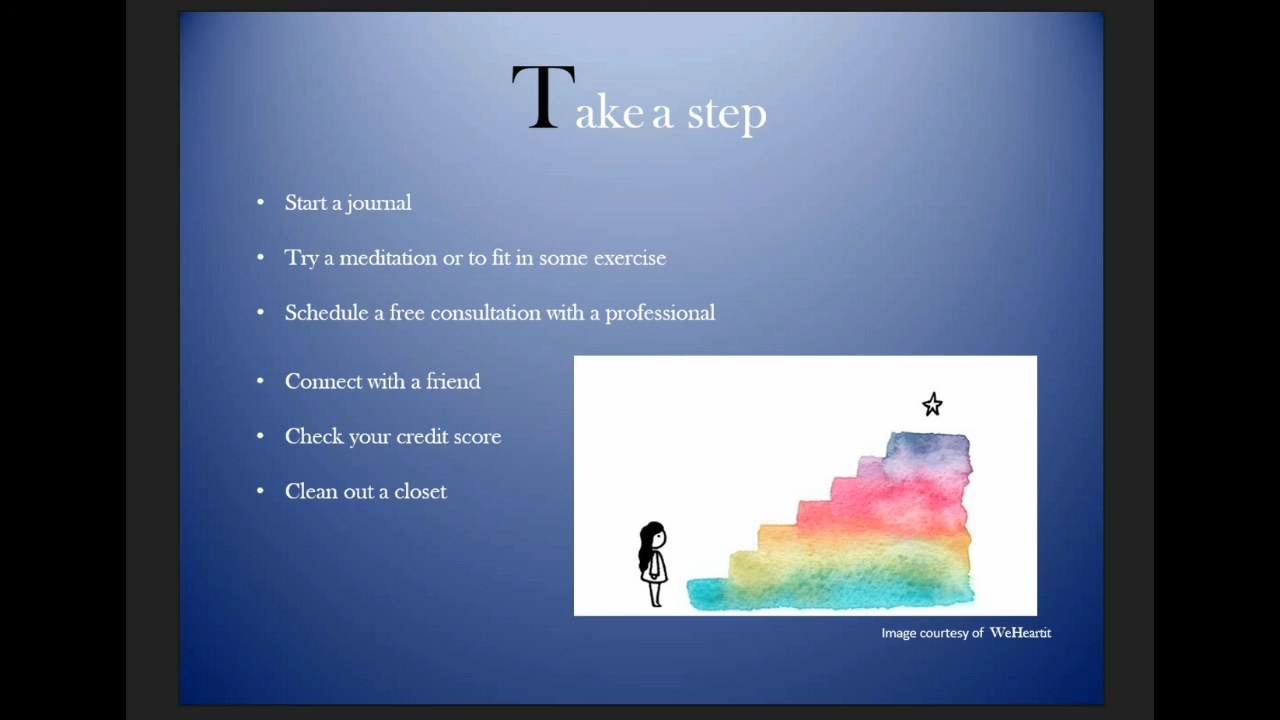 Take a step
• Start a journal
• Try a meditation or to fit in some exercise
• Schedule a free consultation with a professional
• Connect with a friend
• Check your credit score
• Clean out a closet
Image courtesy of WeHeartit